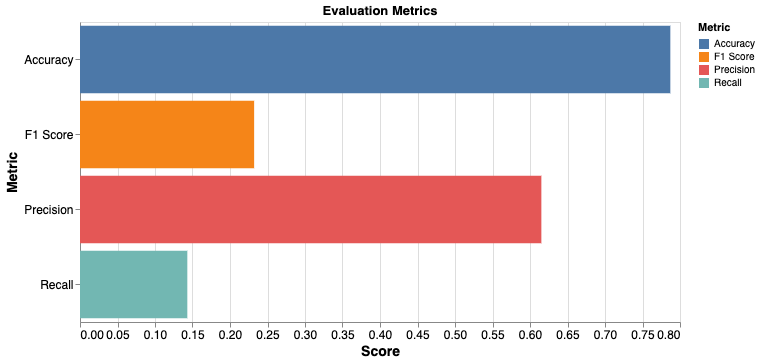 Evaluation Metrics
Metric
Accuracy
F1 Score
Precision
Recall
Metric
Accuracy
F1 Score
Precision
Recall
0.00 0.05 0.10 0.15 0.20 0.25 0.30 0.35 0.40 0.45 0.50 0.55 0.60 0.65 0.70 0.75 0.80
Score